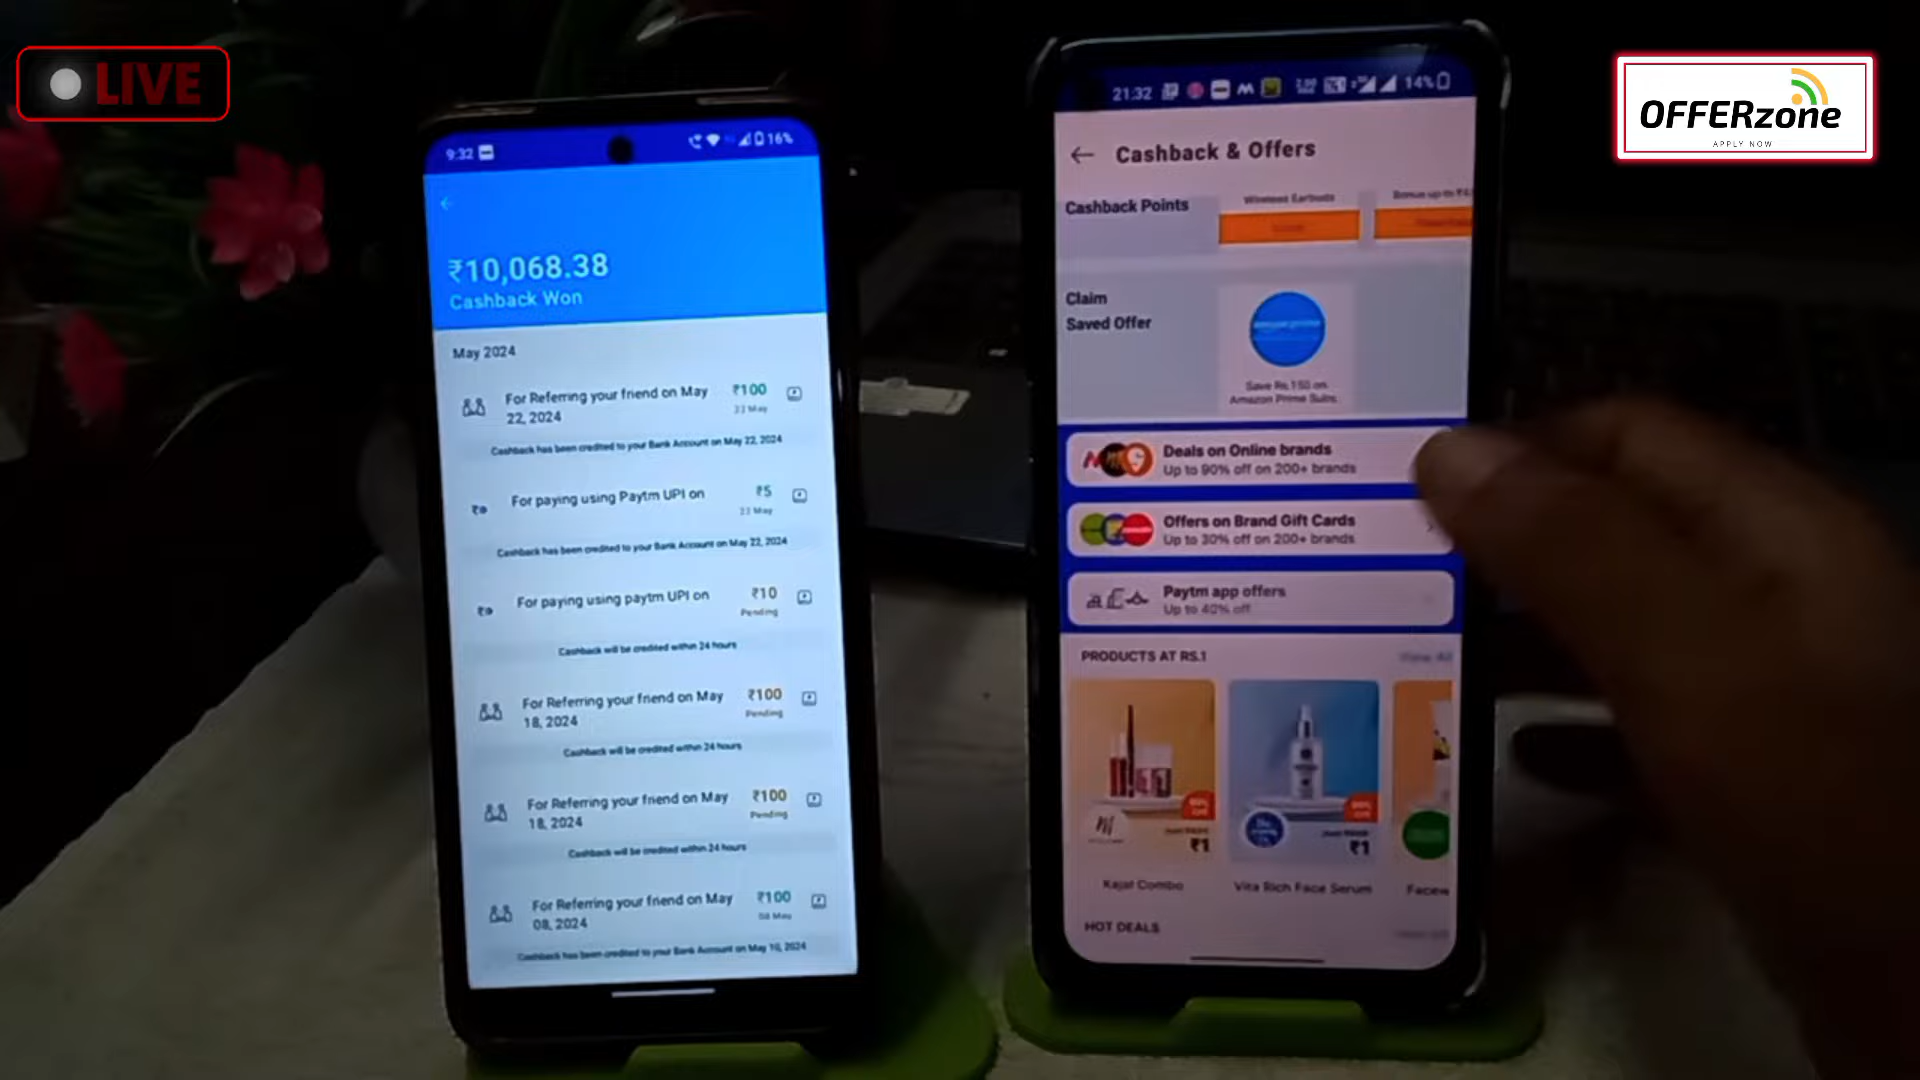 LIVE
OFFERzone
APPLY NOW
9:32
16%
₹10,068.38
Cashback Won
May 2024
For Referring your friend on May
22, 2024
₹100
22 May
Cashback has been credited to your Bank Account on May 22, 2024
For paying using Paytm UPI on
₹5
22 May
Cashback has been credited to your Bank Account on May 22, 2024
For paying using paytm UPI on
₹10
Pending
Cashback will be credited within 24 hours
For Referring your friend on May
18, 2024
₹100
Pending
Cashback will be credited within 24 hours
For Referring your friend on May
18, 2024
₹100
Pending
Cashback will be credited within 24 hours
For Referring your friend on May
08, 2024
₹100
08 May
Cashback has been credited to your Bank Account on May 10, 2024
21:32
14%
Cashback & Offers
Cashback Points
Wireless Earbuds
Bonus up to
Claim
Saved Offer
Save Rs.150 on
Amazon Prime Subs.
Deals on Online brands
Up to 90% off on 200+ brands
Offers on Brand Gift Cards
Up to 30% off on 200+ brands
Paytm app offers
Up to 40% off
PRODUCTS AT RS.1
View All
₹1
₹1
Kajal Combo
Vita Rich Face Serum
Facew
HOT DEALS